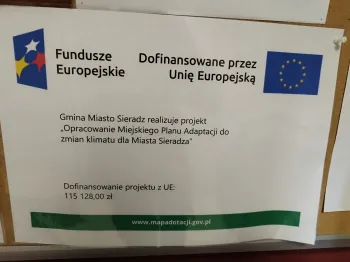 Fundusze
Europejskie
Dofinansowane przez
Unię Europejską
Gmina Miasto Sieradz realizuje projekt
„Opracowanie Miejskiego Planu Adaptacji do
zmian klimatu dla Miasta Sieradza"
Dofinansowanie projektu z UE:
115 128,00 zł
www.mapadotacji.gov.pl